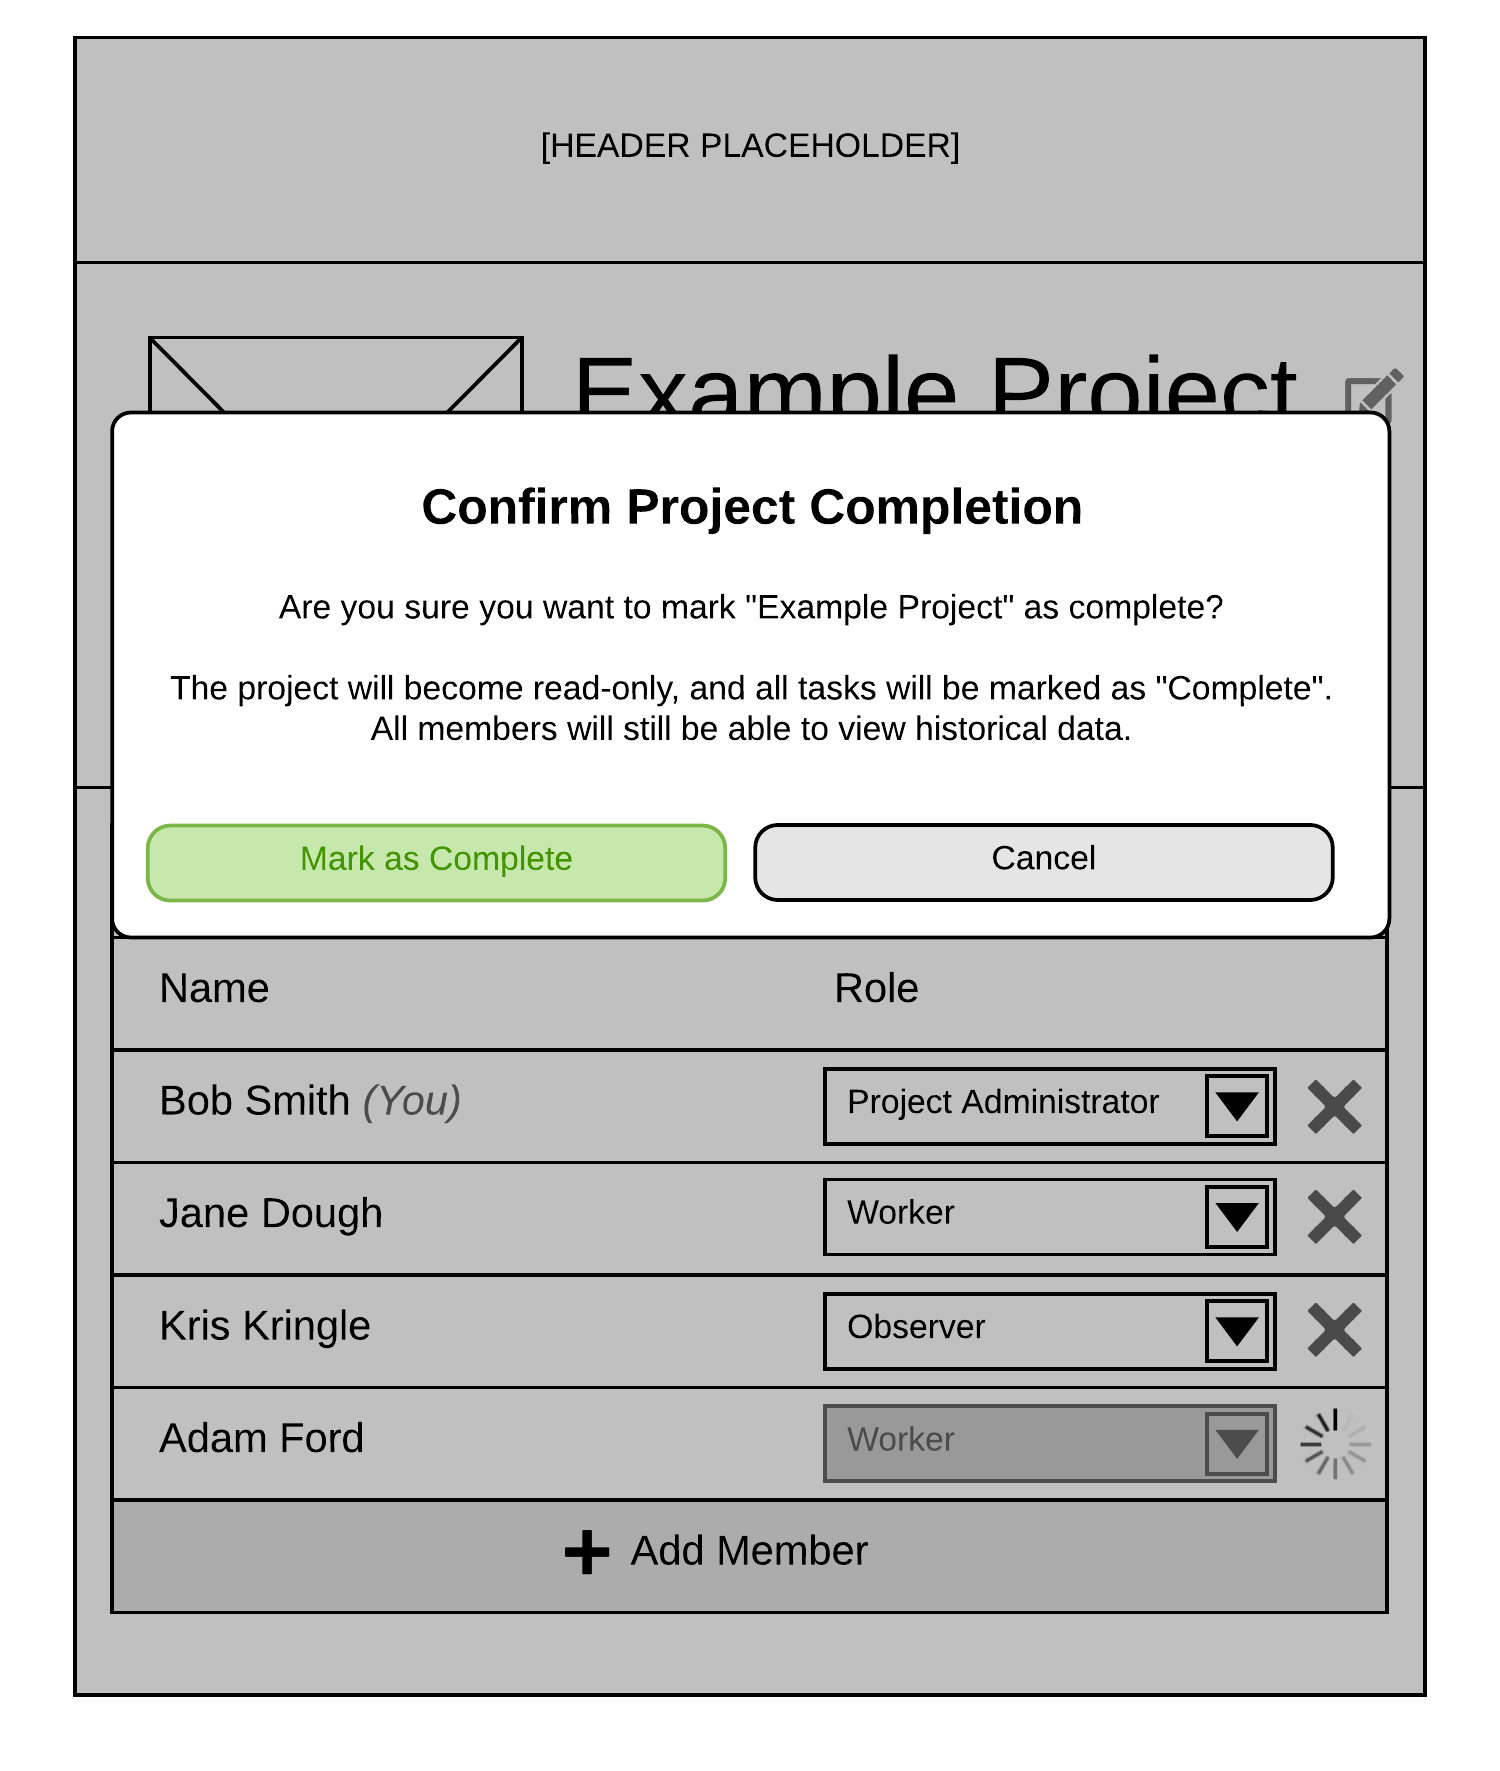 [HEADER PLACEHOLDER]
Example Project
Confirm Project Completion
Are you sure you want to mark "Example Project" as complete?
The project will become read-only, and all tasks will be marked as "Complete".
All members will still be able to view historical data.
Mark as Complete
Cancel
Name
Role
Bob Smith (You)
Project Administrator
Jane Dough
Worker
Kris Kringle
Observer
Adam Ford
Worker
Add Member